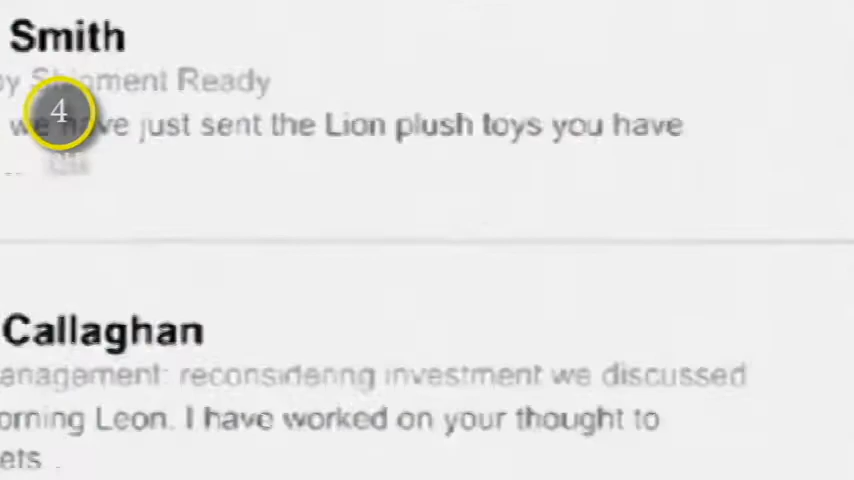 Smith
Ready
4
just sent the Lion plush toys you have
Callaghan
reconsidering investment we discussed
Leon. I have worked on your thought to